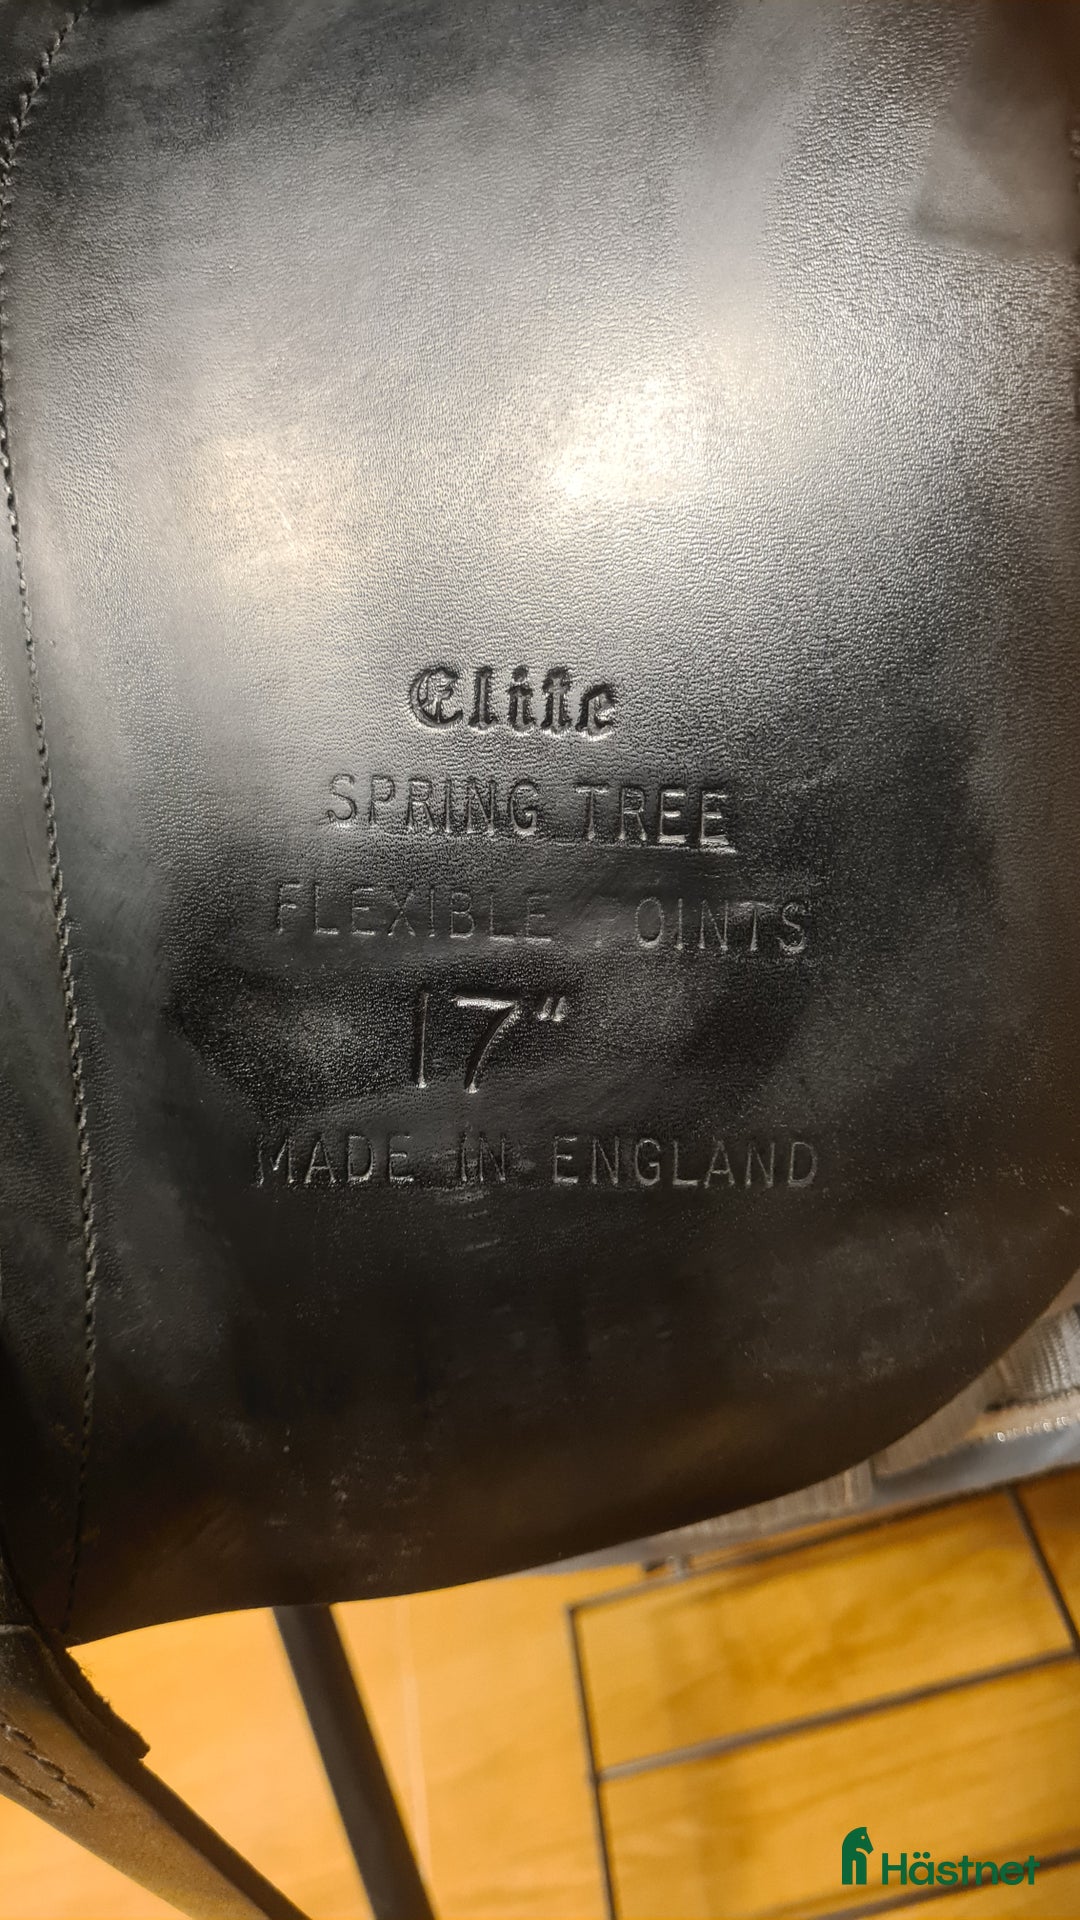 Elite
SPRING TREE
FLEXIBLE POINTS
17"
MADE IN ENGLAND
Hästnet